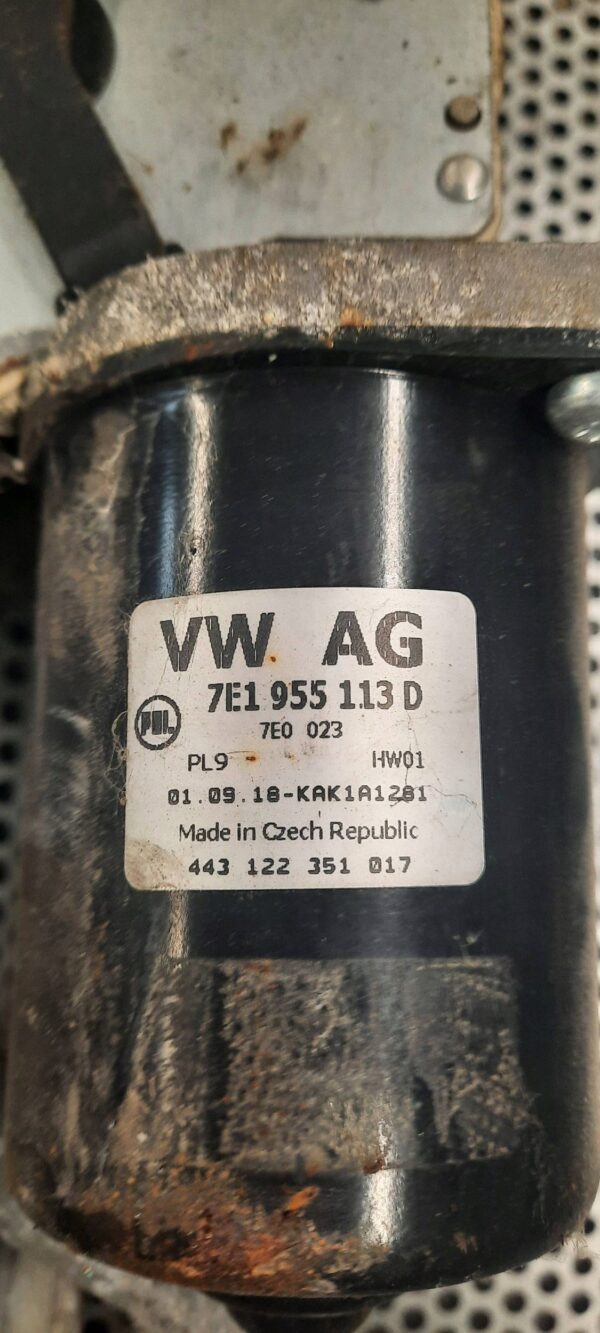 VW AG
7E1 955 113 D
PAL
7E0 023
PL9 HW01
01.09.18-KAK1A1281
Made in Czech Republic
443 122 351 017